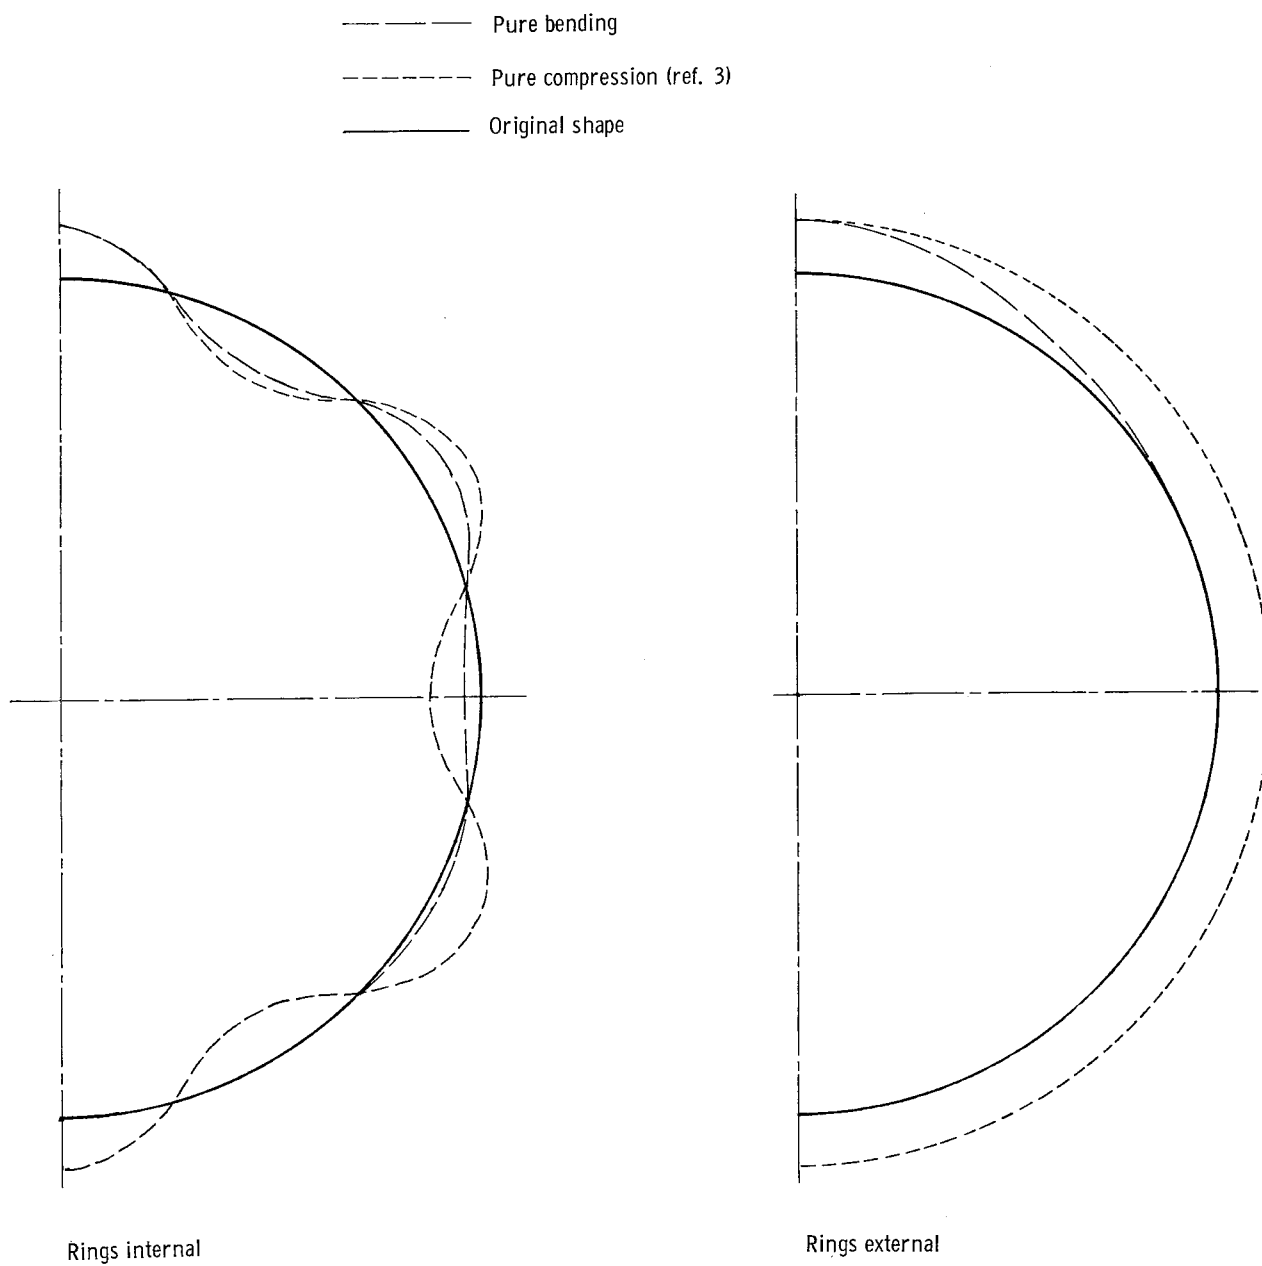 Pure bending
Pure compression (ref. 3)
Original shape
Rings internal
Rings external